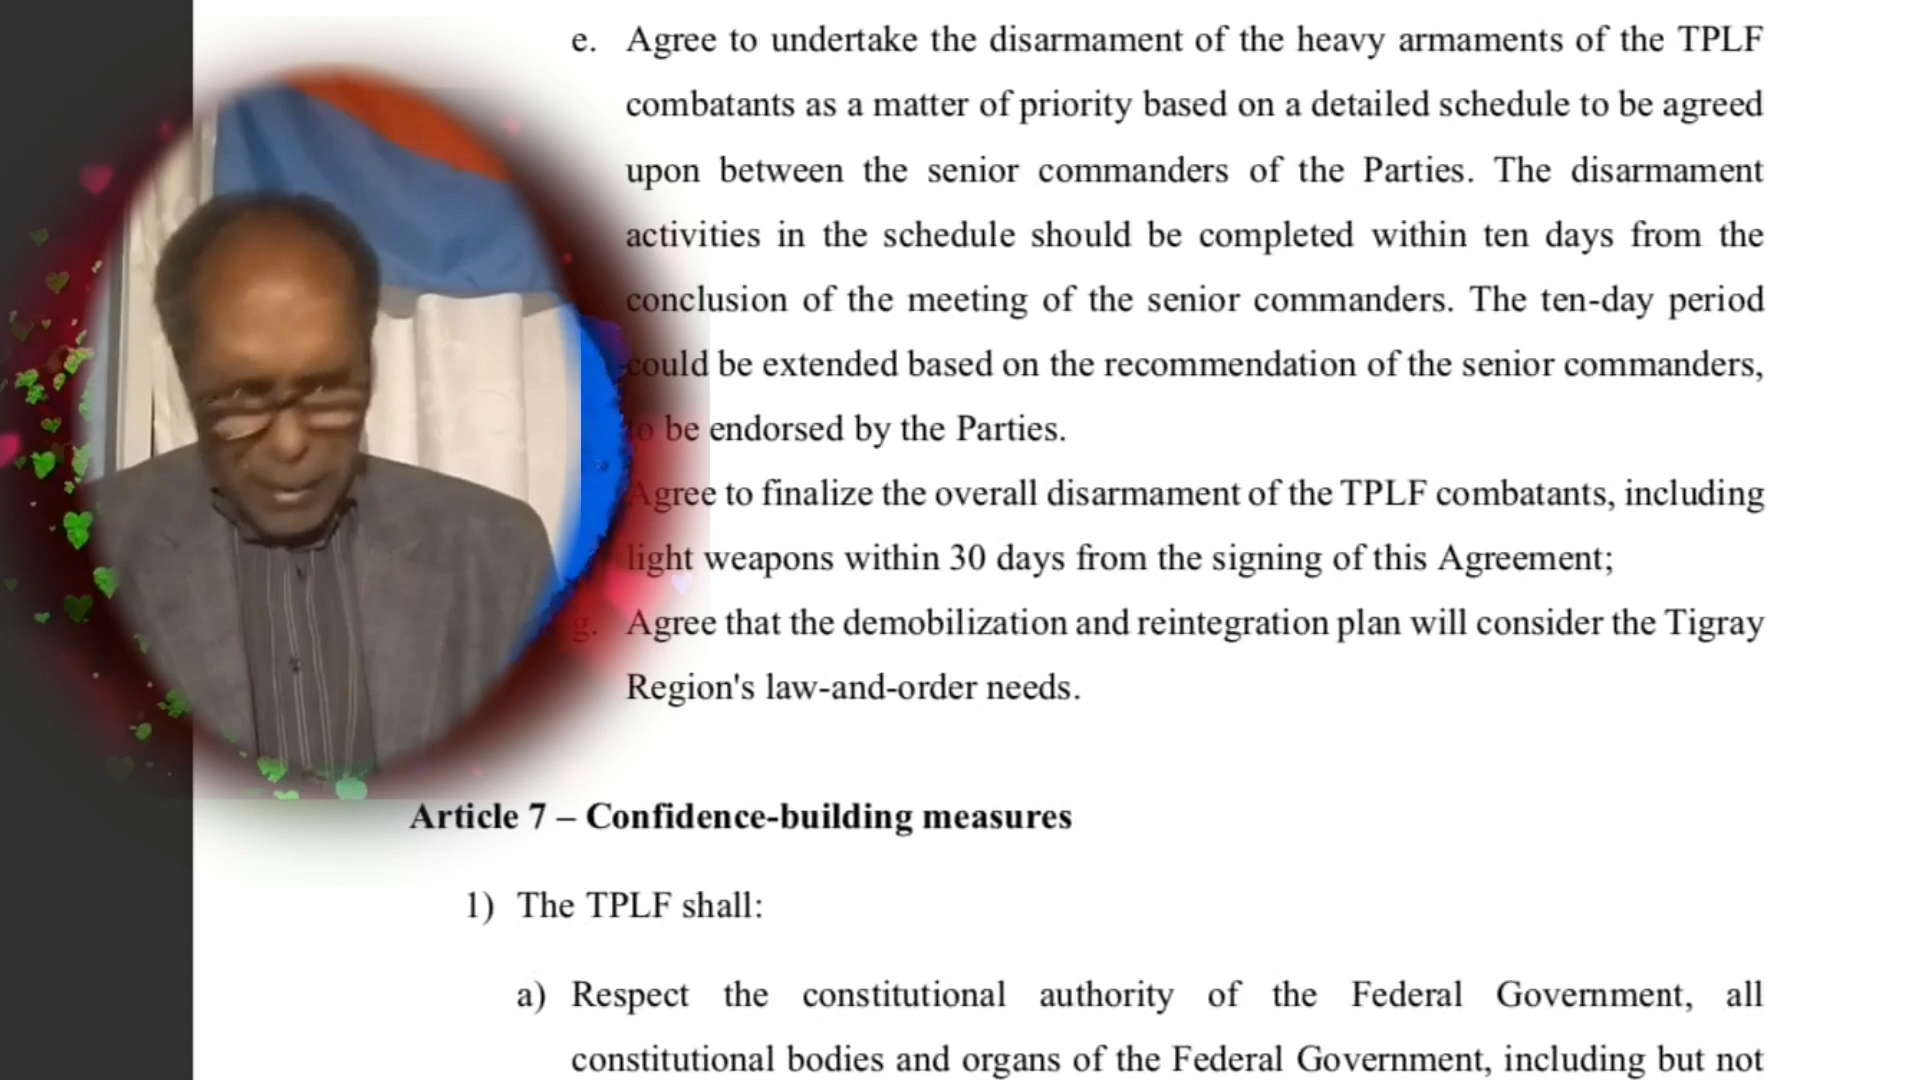 e. Agree to undertake the disarmament of the heavy armaments of the TPLF
combatants as a matter of priority based on a detailed schedule to be agreed
upon between the senior commanders of the Parties. The disarmament
activities in the schedule should be completed within ten days from the
conclusion of the meeting of the senior commanders. The ten-day period
could be extended based on the recommendation of the senior commanders,
to be endorsed by the Parties.
Agree to finalize the overall disarmament of the TPLF combatants, including
light weapons within 30 days from the signing of this Agreement;
g. Agree that the demobilization and reintegration plan will consider the Tigray
Region's law-and-order needs.
Article 7 – Confidence-building measures
1) The TPLF shall:
a) Respect the constitutional authority of the Federal Government, all
constitutional bodies and organs of the Federal Government, including but not